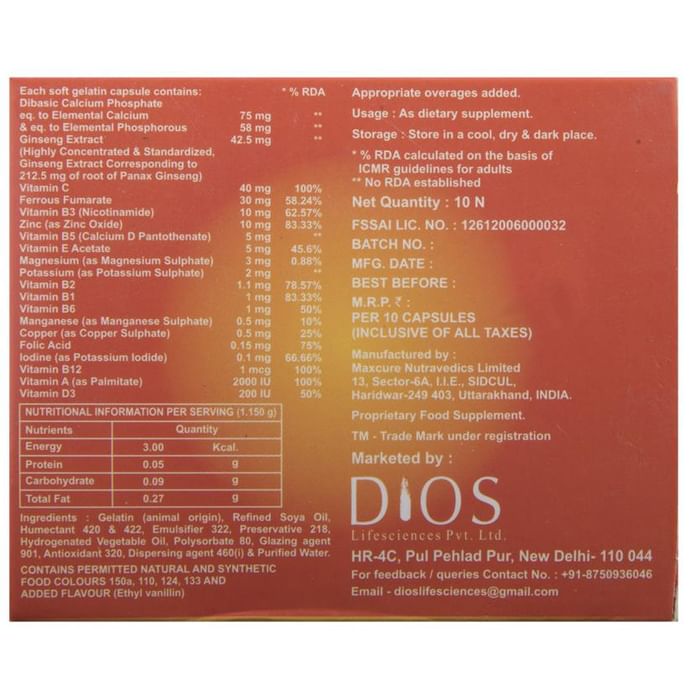 Each soft gelatin capsule contains: * % RDA
Dibasic Calcium Phosphate
eq. to Elemental Calcium 75 mg **
& eq. to Elemental Phosphorous 58 mg **
Ginseng Extract 42.5 mg **
(Highly Concentrated & Standardized,
Ginseng Extract Corresponding to
212.5 mg of root of Panax Ginseng)
Vitamin C 40 mg 100%
Ferrous Fumarate 30 mg 58.24%
Vitamin B3 (Nicotinamide) 10 mg 62.57%
Zinc (as Zinc Oxide) 10 mg 83.33%
Vitamin B5 (Calcium D Pantothenate) 5 mg **
Vitamin E Acetate 5 mg 45.6%
Magnesium (as Magnesium Sulphate) 3 mg 0.88%
Potassium (as Potassium Sulphate) 2 mg **
Vitamin B2 1.1 mg 78.57%
Vitamin B1 1 mg 83.33%
Vitamin B6 1 mg 50%
Manganese (as Manganese Sulphate) 0.5 mg 10%
Copper (as Copper Sulphate) 0.5 mg 25%
Folic Acid 0.15 mg 75%
Iodine (as Potassium Iodide) 0.1 mg 66.66%
Vitamin B12 1 mcg 100%
Vitamin A (as Palmitate) 2000 IU 100%
Vitamin D3 200 IU 50%
NUTRITIONAL INFORMATION PER SERVING (1.150 g)
Nutrients Quantity
Energy 3.00 Kcal.
Protein 0.05 g
Carbohydrate 0.09 g
Total Fat 0.27 g
Ingredients : Gelatin (animal origin), Refined Soya Oil,
Humectant 420 & 422, Emulsifier 322, Preservative 218,
Hydrogenated Vegetable Oil, Polysorbate 80, Glazing agent
901, Antioxidant 320, Dispersing agent 460(i) & Purified Water.
CONTAINS PERMITTED NATURAL AND SYNTHETIC
FOOD COLOURS 150a, 110, 124, 133 AND
ADDED FLAVOUR (Ethyl vanillin)
Appropriate overages added.
Usage : As dietary supplement.
Storage : Store in a cool, dry & dark place.
* % RDA calculated on the basis of
ICMR guidelines for adults
** No RDA established
Net Quantity : 10 N
FSSAI LIC. NO. : 12612006000032
BATCH NO. :
MFG. DATE :
BEST BEFORE :
M.R.P. ₹ :
PER 10 CAPSULES
(INCLUSIVE OF ALL TAXES)
Manufactured by :
Maxcure Nutravedics Limited
13, Sector-6A, I.I.E., SIDCUL,
Haridwar-249 403, Uttarakhand, INDIA.
Proprietary Food Supplement.
TM - Trade Mark under registration
Marketed by :
DIOS
Lifesciences Pvt. Ltd.
HR-4C, Pul Pehlad Pur, New Delhi- 110 044
For feedback / queries Contact No. : +91-8750936046
Email - dioslifesciences@gmail.com